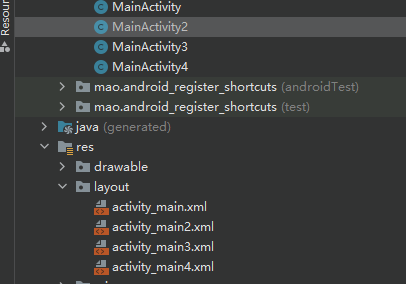 Resour
MainActivity
MainActivity2
MainActivity3
MainActivity4
mao.android_register_shortcuts (androidTest)
mao.android_register_shortcuts (test)
java (generated)
res
drawable
layout
activity_main.xml
activity_main2.xml
activity_main3.xml
activity_main4.xml